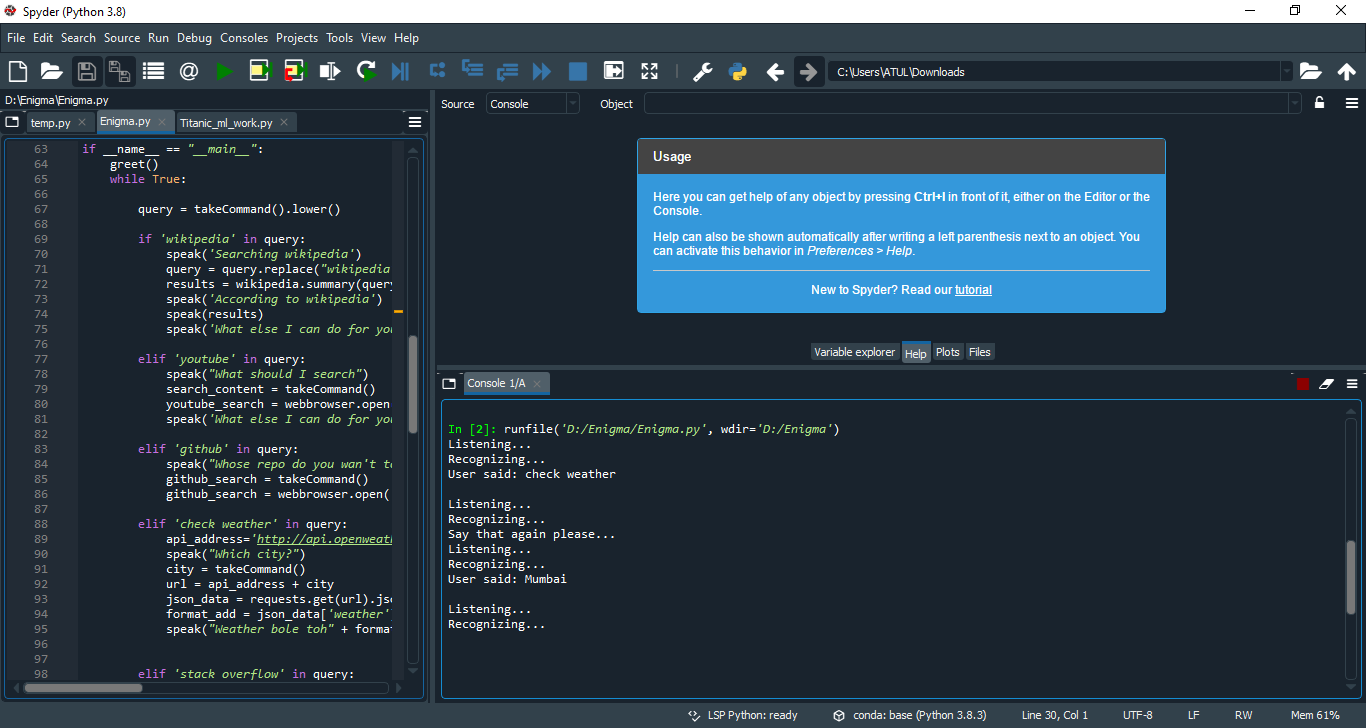 Spyder (Python 3.8)
File Edit Search Source Run Debug Consoles Projects Tools View Help
C:\Users\ATUL\Downloads
D:\Enigma\Enigma.py
temp.py Enigma.py Titanic_ml_work.py
63 if __name__ == "__main__":
64 greet()
65 while True:
66
67 query = takeCommand().lower()
68
69 if 'wikipedia' in query:
70 speak('Searching wikipedia')
71 query = query.replace("wikipedia
72 results = wikipedia.summary(quer
73 speak('According to wikipedia')
74 speak(results)
75 speak('What else I can do for yo
76
77 elif 'youtube' in query:
78 speak("What should I search")
79 search_content = takeCommand()
80 youtube_search = webbrowser.open
81 speak('What else I can do for yo
82
83 elif 'github' in query:
84 speak("Whose repo do you wan't t
85 github_search = takeCommand()
86 github_search = webbrowser.open(
87
88 elif 'check weather' in query:
89 api_address='http://api.openweat
90 speak("Which city?")
91 city = takeCommand()
92 url = api_address + city
93 json_data = requests.get(url).js
94 format_add = json_data['weather'
95 speak("Weather bole toh" + forma
96
97
98 elif 'stack overflow' in query:
Source Console Object
Usage
Here you can get help of any object by pressing Ctrl+I in front of it, either on the Editor or the
Console.
Help can also be shown automatically after writing a left parenthesis next to an object. You
can activate this behavior in Preferences > Help.
New to Spyder? Read our tutorial
Variable explorer Help Plots Files
Console 1/A
In [2]: runfile('D:/Enigma/Enigma.py', wdir='D:/Enigma')
Listening...
Recognizing...
User said: check weather
Listening...
Recognizing...
Say that again please...
Listening...
Recognizing...
User said: Mumbai
Listening...
Recognizing...
LSP Python: ready conda: base (Python 3.8.3) Line 30, Col 1 UTF-8 LF RW Mem 61%